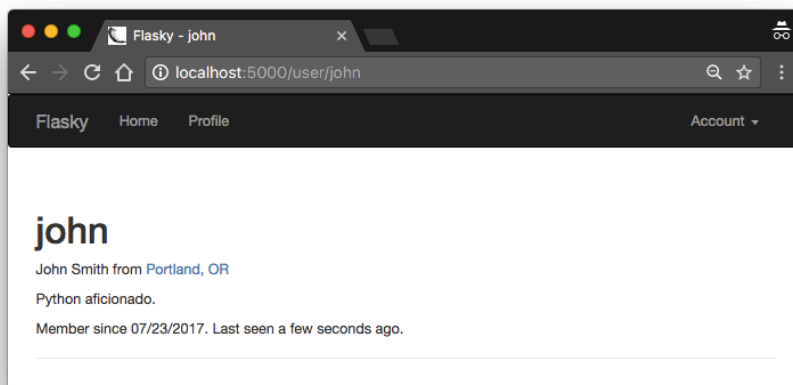 Flasky - john
localhost:5000/user/john
Flasky Home Profile Account
john
John Smith from Portland, OR
Python aficionado.
Member since 07/23/2017. Last seen a few seconds ago.